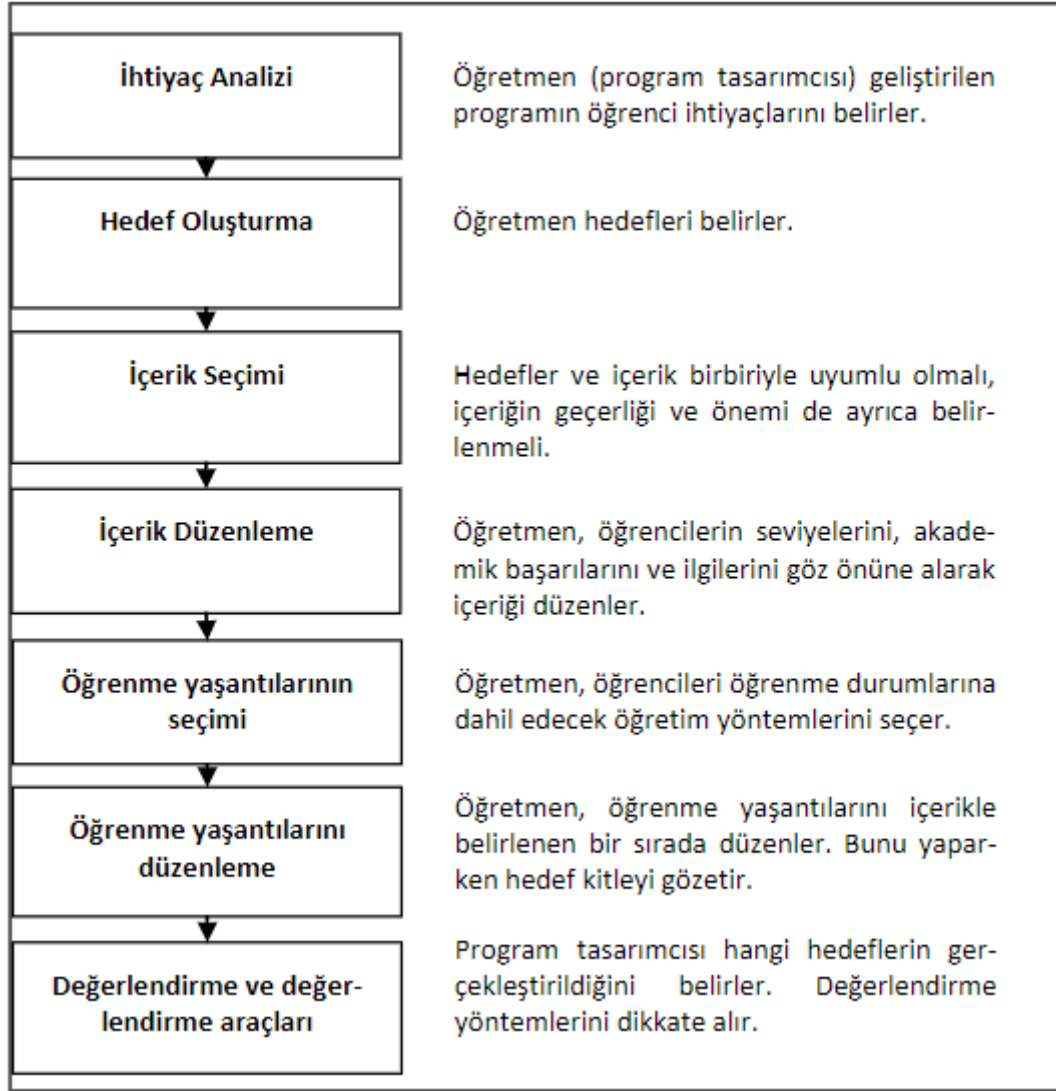 İhtiyaç Analizi
Öğretmen (program tasarımcısı) geliştirilen
programın öğrenci ihtiyaçlarını belirler.
Hedef Oluşturma
Öğretmen hedefleri belirler.
İçerik Seçimi
Hedefler ve içerik birbiriyle uyumlu olmalı,
içeriğin geçerliği ve önemi de ayrıca belir-
lenmeli.
İçerik Düzenleme
Öğretmen, öğrencilerin seviyelerini, akade-
mik başarılarını ve ilgilerini göz önüne alarak
içeriği düzenler.
Öğrenme yaşantılarının
seçimi
Öğretmen, öğrencileri öğrenme durumlarına
dahil edecek öğretim yöntemlerini seçer.
Öğrenme yaşantılarını
düzenleme
Öğretmen, öğrenme yaşantılarını içerikle
belirlenen bir sırada düzenler. Bunu yapar-
ken hedef kitleyi gözetir.
Değerlendirme ve değer-
lendirme araçları
Program tasarımcısı hangi hedeflerin ger-
çekleştirildiğini belirler. Değerlendirme
yöntemlerini dikkate alır.